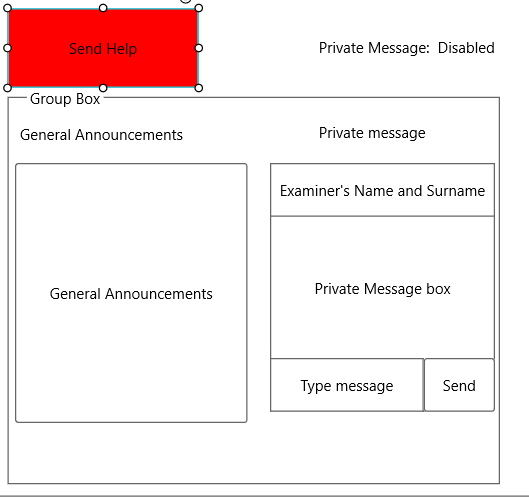 Send Help
Private Message: Disabled
Group Box
General Announcements
Private message
Examiner's Name and Surname
General Announcements
Private Message box
Type message
Send